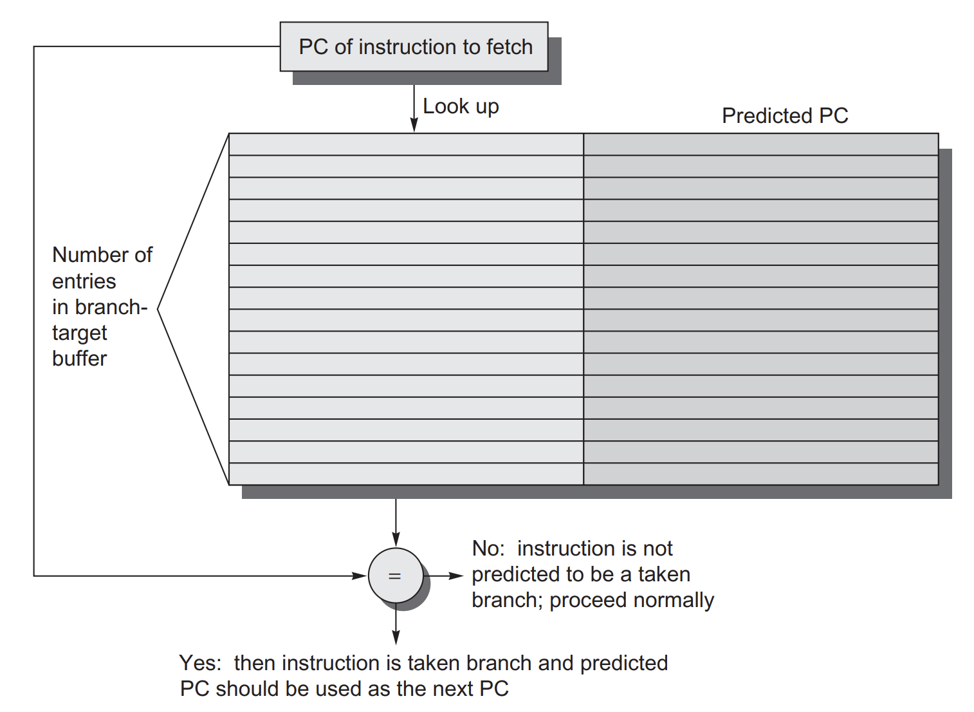 PC of instruction to fetch
Look up
Predicted PC
Number of
entries
in branch-
target
buffer
=
No: instruction is not
predicted to be a taken
branch; proceed normally
Yes: then instruction is taken branch and predicted
PC should be used as the next PC